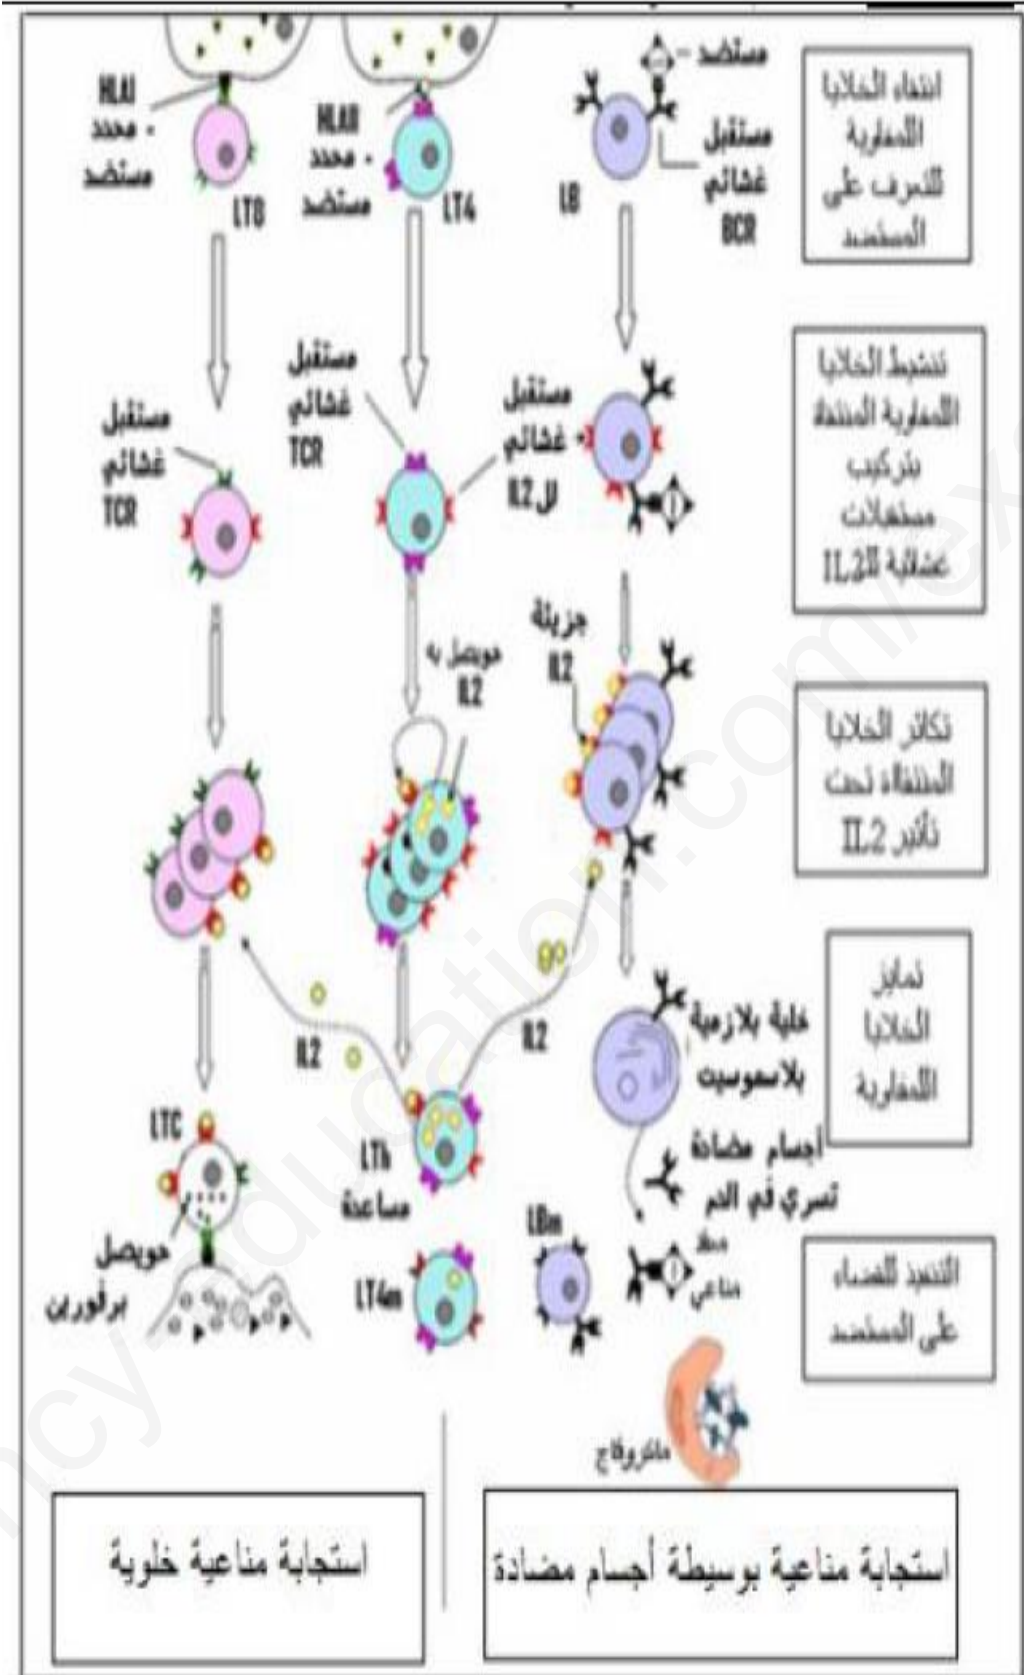 مستضد
HLAI
- محدد
مستضد
LT8
HLAII
- محدد
مستضد
LT4
LB
مستقبل
غشائي
BCR
انتقاء الخلايا
اللمفاوية
للتعرف على
المستضد
مستقبل
غشائي
TCR
مستقبل
غشائي
TCR
مستقبل
غشائي
لل IL2
تنشيط الخلايا
اللمفاوية المنتقاة
بتركيب
مستقبلات
غشائية للIL2
حويصل به
IL2
جزيئة
IL2
تكاثر الخلايا
المنتقاة تحت
تأثير IL2
IL2
IL2
خلية بلازمية
بلاسموسيت
تمايز
الخلايا
اللمفاوية
LTC
LTh
مساعدة
أجسام مضادة
تسري في الدم
حويصل
برفورين
LT4m
LBm
معقد
مناعي
التنفيذ للقضاء
على المستضد
ماكروفاج
استجابة مناعية خلوية
استجابة مناعية بوسيطة أجسام مضادة